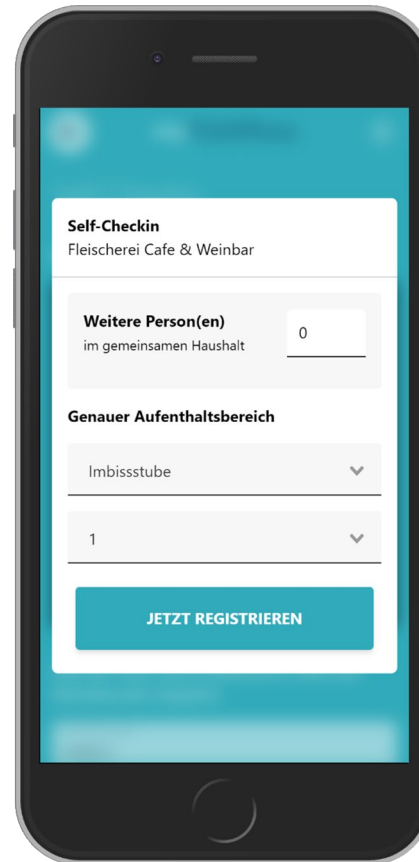 Self-Checkin
Fleischerei Cafe & Weinbar
Weitere Person(en)
im gemeinsamen Haushalt
0
Genauer Aufenthaltsbereich
Imbissstube
1
JETZT REGISTRIEREN